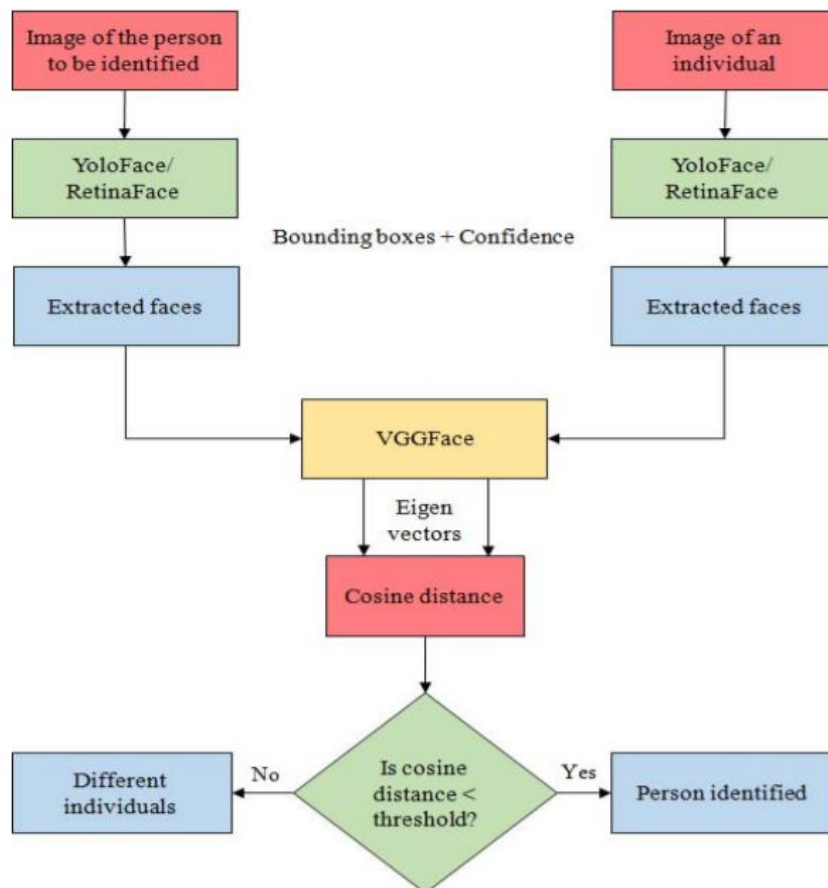 Image of the person
to be identified
Image of an
individual
YoloFace/
RetinaFace
YoloFace/
RetinaFace
Bounding boxes + Confidence
Extracted faces
Extracted faces
VGGFace
Eigen
vectors
Cosine distance
Is cosine
distance <
threshold?
No
Yes
Different
individuals
Person identified